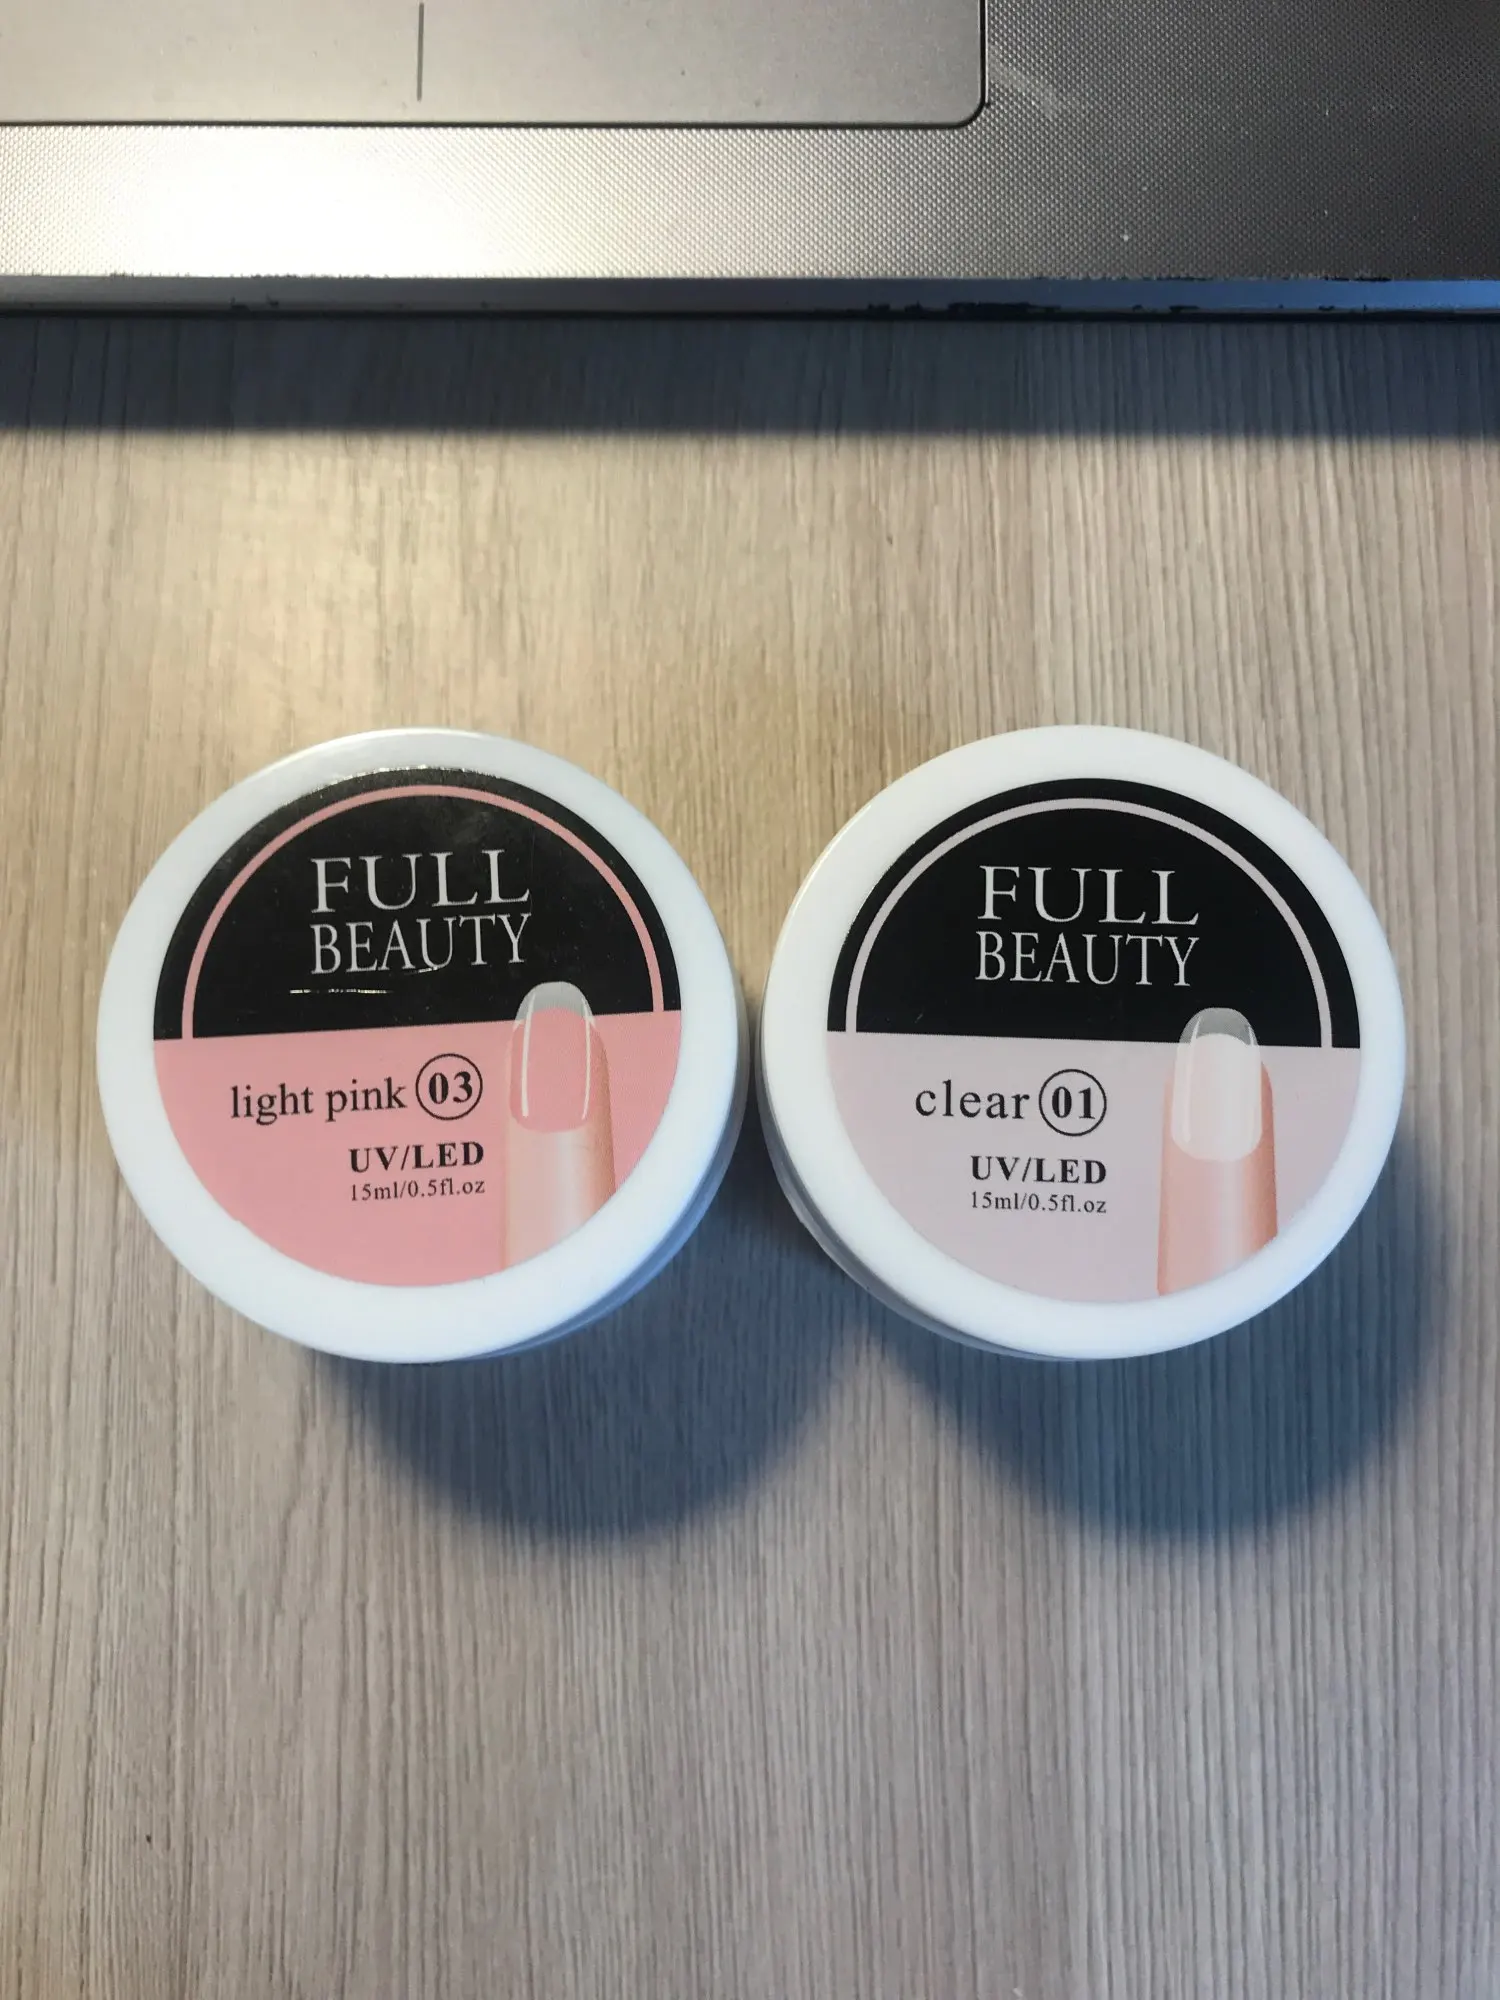 FULL
BEAUTY
light pink 03
UV/LED
15ml/0.5fl.oz
FULL
BEAUTY
clear 01
UV/LED
15ml/0.5fl.oz